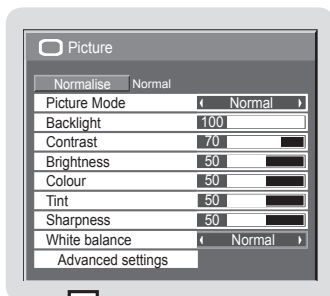 Picture
Normalise Normal
Picture Mode Normal
Backlight 100
Contrast 70
Brightness 50
Colour 50
Tint 50
Sharpness 50
White balance Normal
Advanced settings